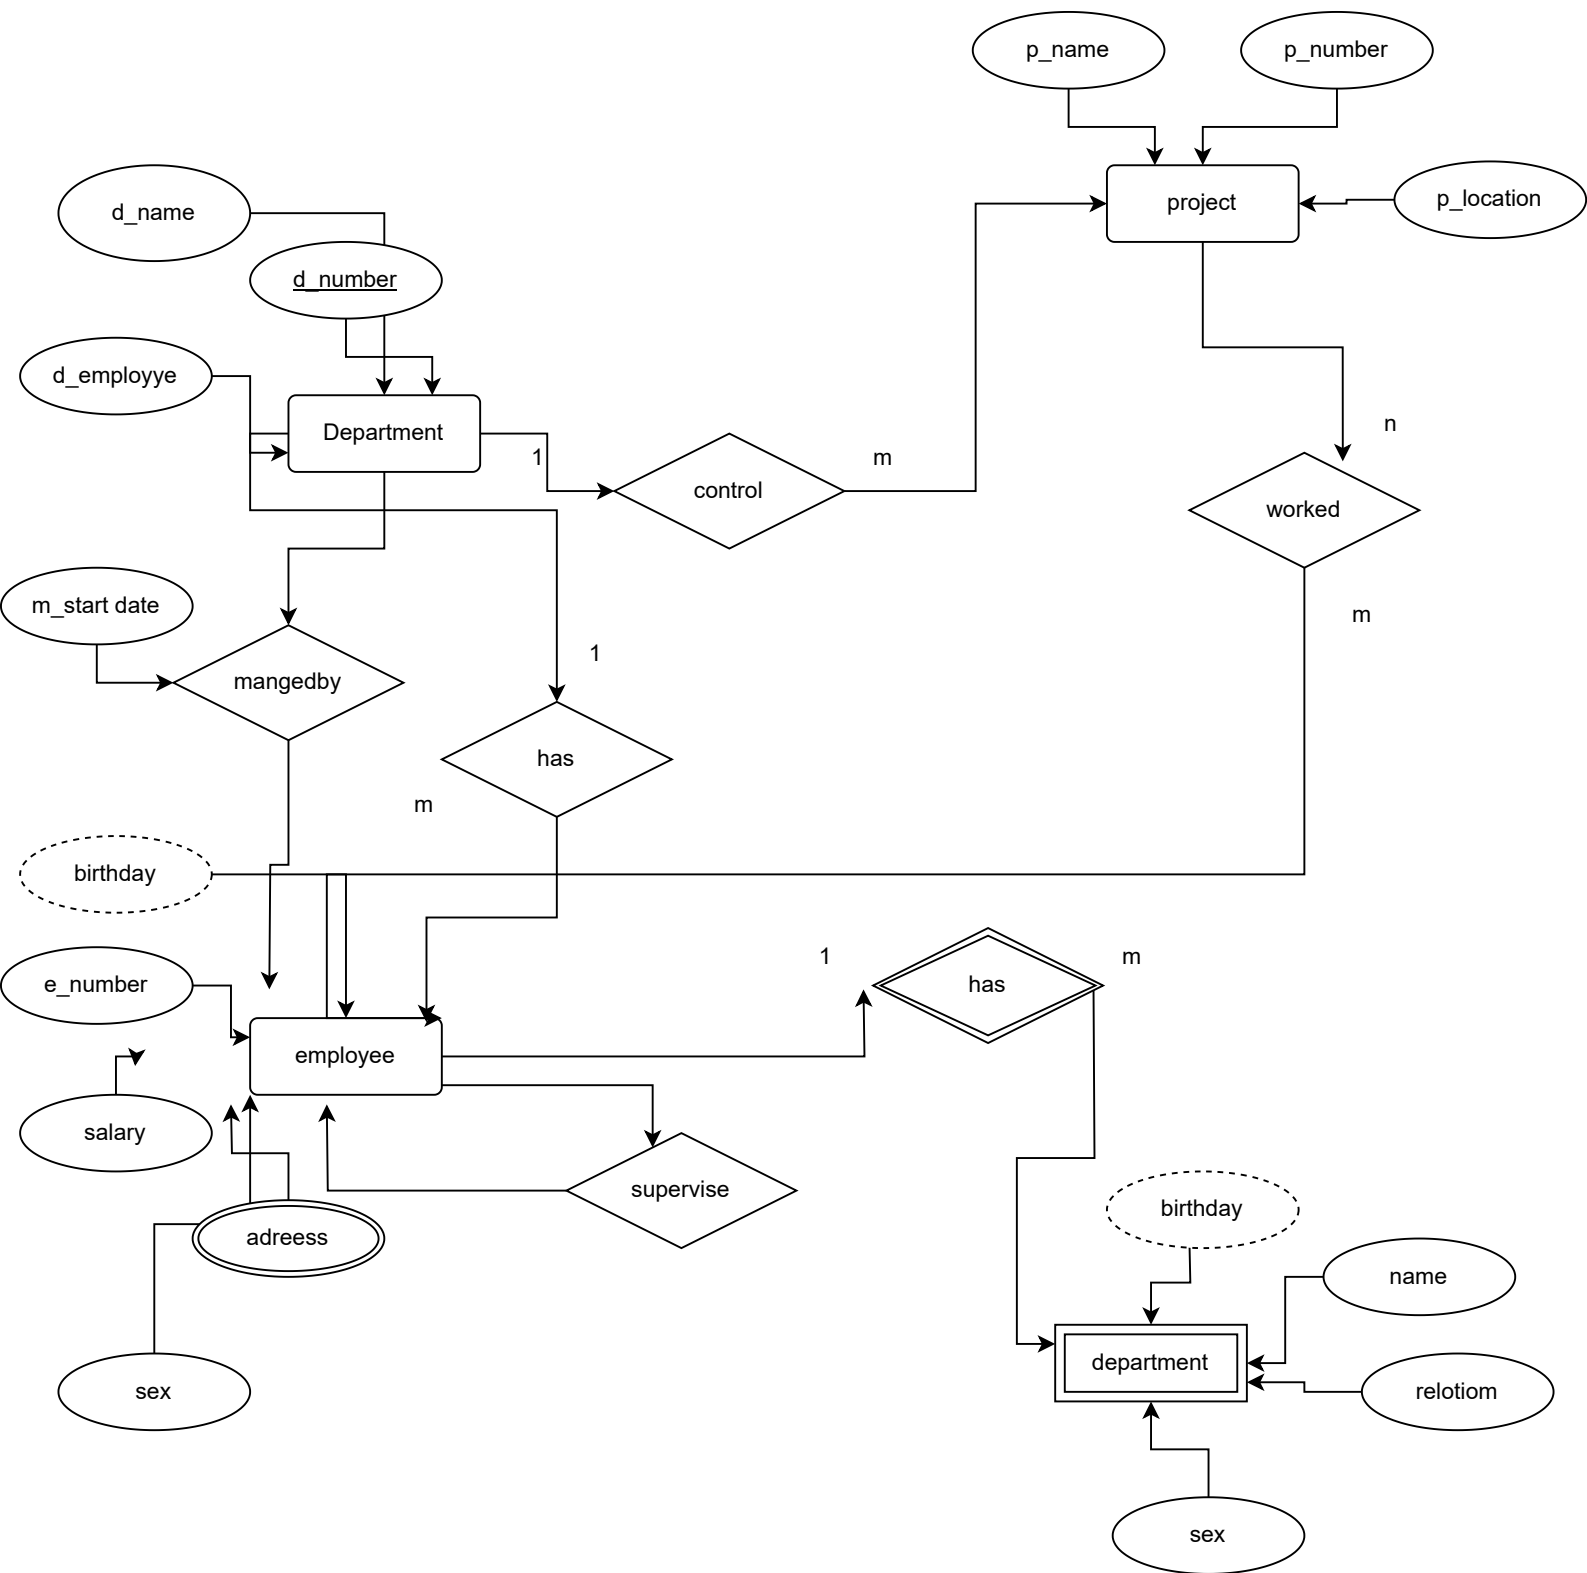 p_name
p_number
d_name
project
p_location
d_number
d_employye
Department
1
control
m
n
worked
m_start date
m
mangedby
1
has
m
birthday
1
has
m
e_number
employee
salary
supervise
birthday
adreess
name
department
sex
relotiom
sex